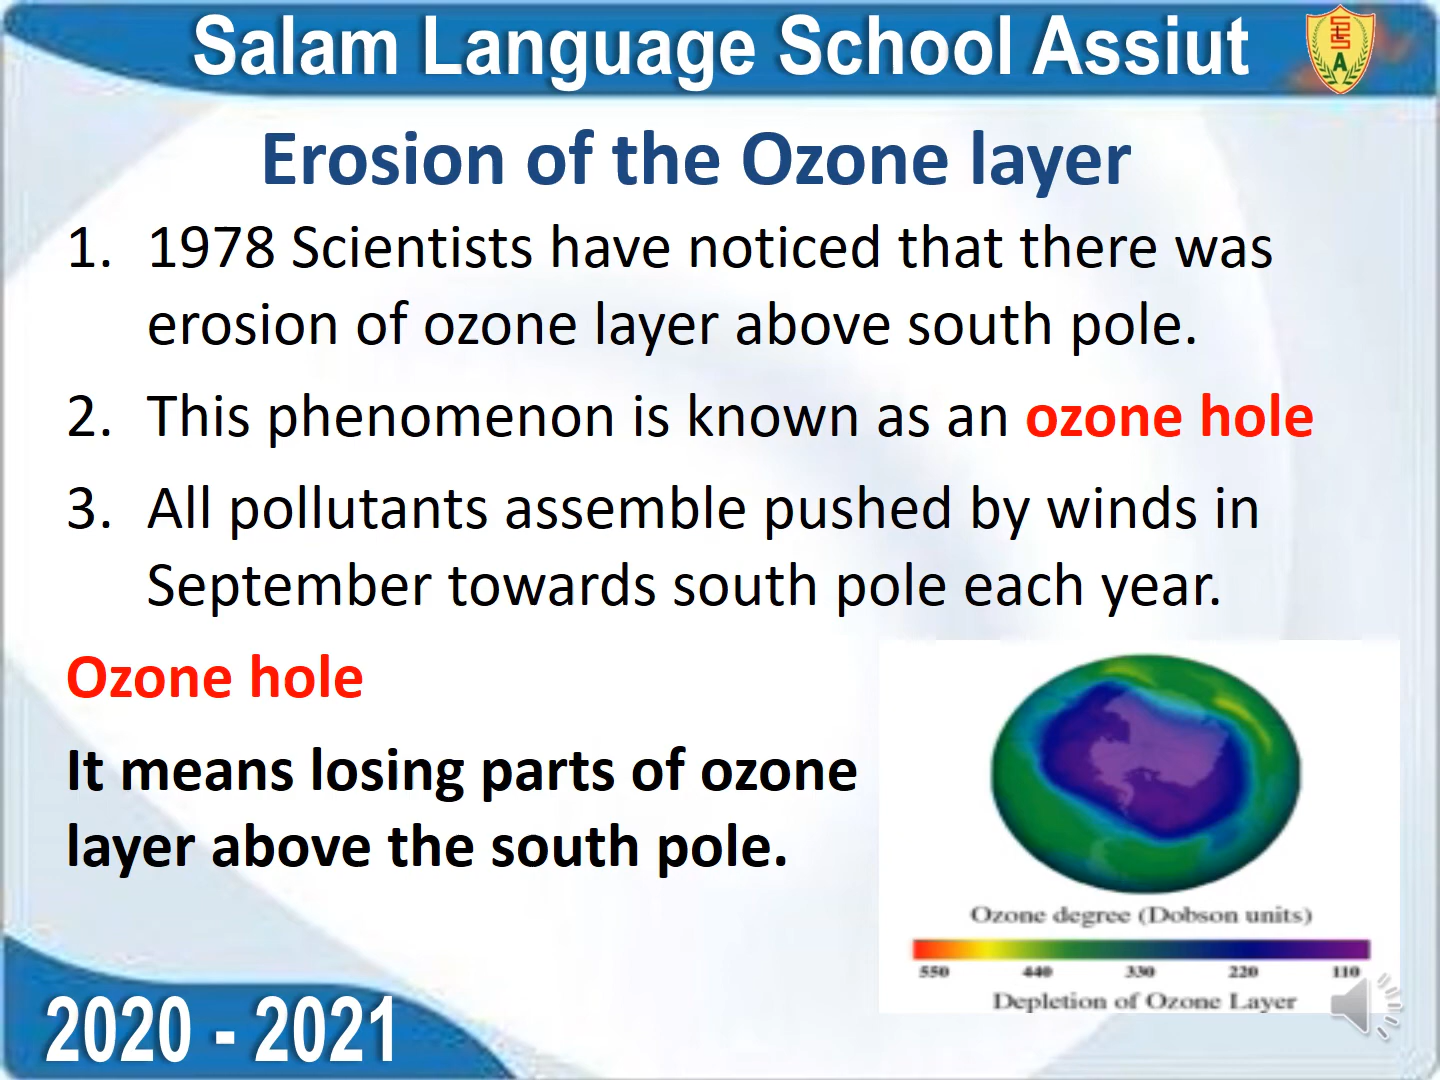 Salam Language School Assiut
S
L
S
A
Erosion of the Ozone layer
1. 1978 Scientists have noticed that there was
erosion of ozone layer above south pole.
2. This phenomenon is known as an ozone hole
3. All pollutants assemble pushed by winds in
September towards south pole each year.
Ozone hole
It means losing parts of ozone
layer above the south pole.
Ozone degree (Dobson units)
550 440 330 220 110
Depletion of Ozone Layer
2020 - 2021